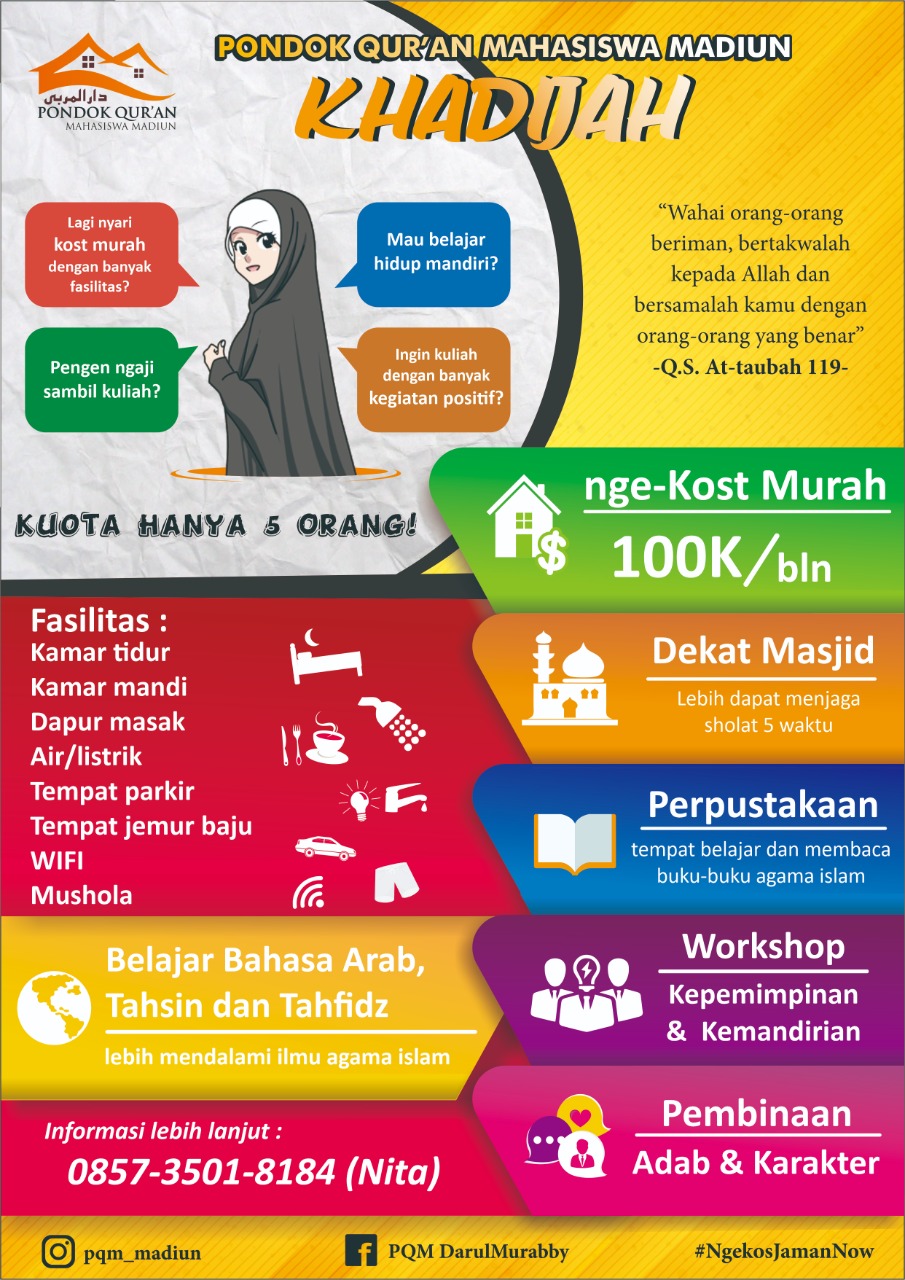 PONDOK QUR'AN MAHASISWA MADIUN
KHADIJAH
دار المربي
PONDOK QUR'AN
MAHASISWA MADIUN
Lagi nyari
kost murah
dengan banyak
fasilitas?
Mau belajar
hidup mandiri?
Pengen ngaji
sambil kuliah?
Ingin kuliah
dengan banyak
kegiatan positif?
“Wahai orang-orang
beriman, bertakwalah
kepada Allah dan
bersamalah kamu dengan
orang-orang yang benar”
-Q.S. At-taubah 119-
KUOTA HANYA 5 ORANG!
nge-Kost Murah
100K/bln
Fasilitas :
Kamar tidur
Kamar mandi
Dapur masak
Air/listrik
Tempat parkir
Tempat jemur baju
WIFI
Mushola
Dekat Masjid
Lebih dapat menjaga
sholat 5 waktu
Perpustakaan
tempat belajar dan membaca
buku-buku agama islam
Belajar Bahasa Arab,
Tahsin dan Tahfidz
lebih mendalami ilmu agama islam
Workshop
Kepemimpinan
& Kemandirian
Pembinaan
Adab & Karakter
Informasi lebih lanjut :
0857-3501-8184 (Nita)
pqm_madiun
PQM DarulMurabby
#NgekosJamanNow